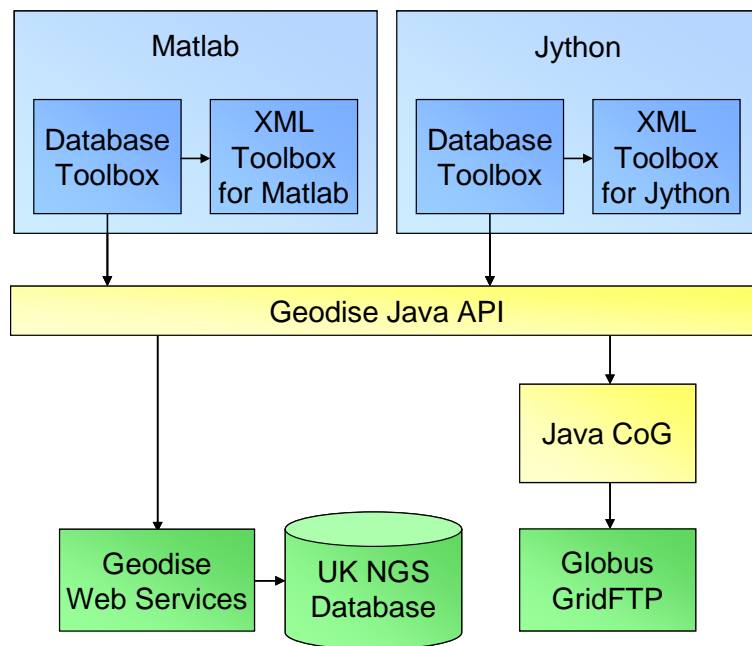 Matlab
Jython
Database
Toolbox
XML
Toolbox
for Matlab
Database
Toolbox
XML
Toolbox
for Jython
Geodise Java API
Java CoG
Geodise
Web Services
UK NGS
Database
Globus
GridFTP